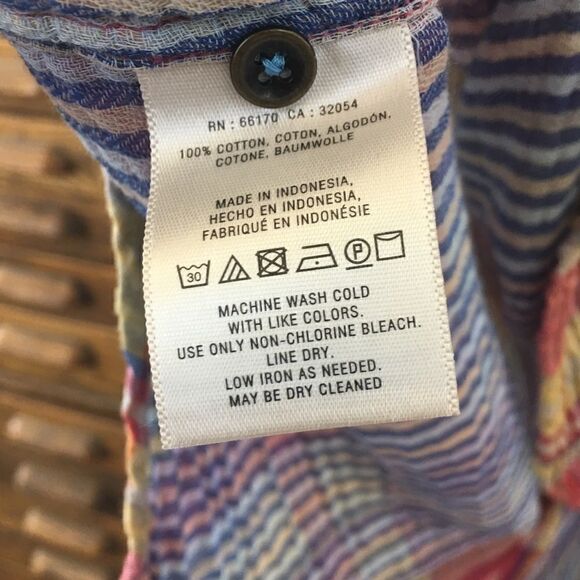 RN : 66170 CA : 32054
100% COTTON, COTON, ALGODÓN,
COTONE, BAUMWOLLE
MADE IN INDONESIA,
HECHO EN INDONESIA,
FABRIQUÉ EN INDONÉSIE
30 P
MACHINE WASH COLD
WITH LIKE COLORS.
USE ONLY NON-CHLORINE BLEACH.
LINE DRY.
LOW IRON AS NEEDED.
MAY BE DRY CLEANED